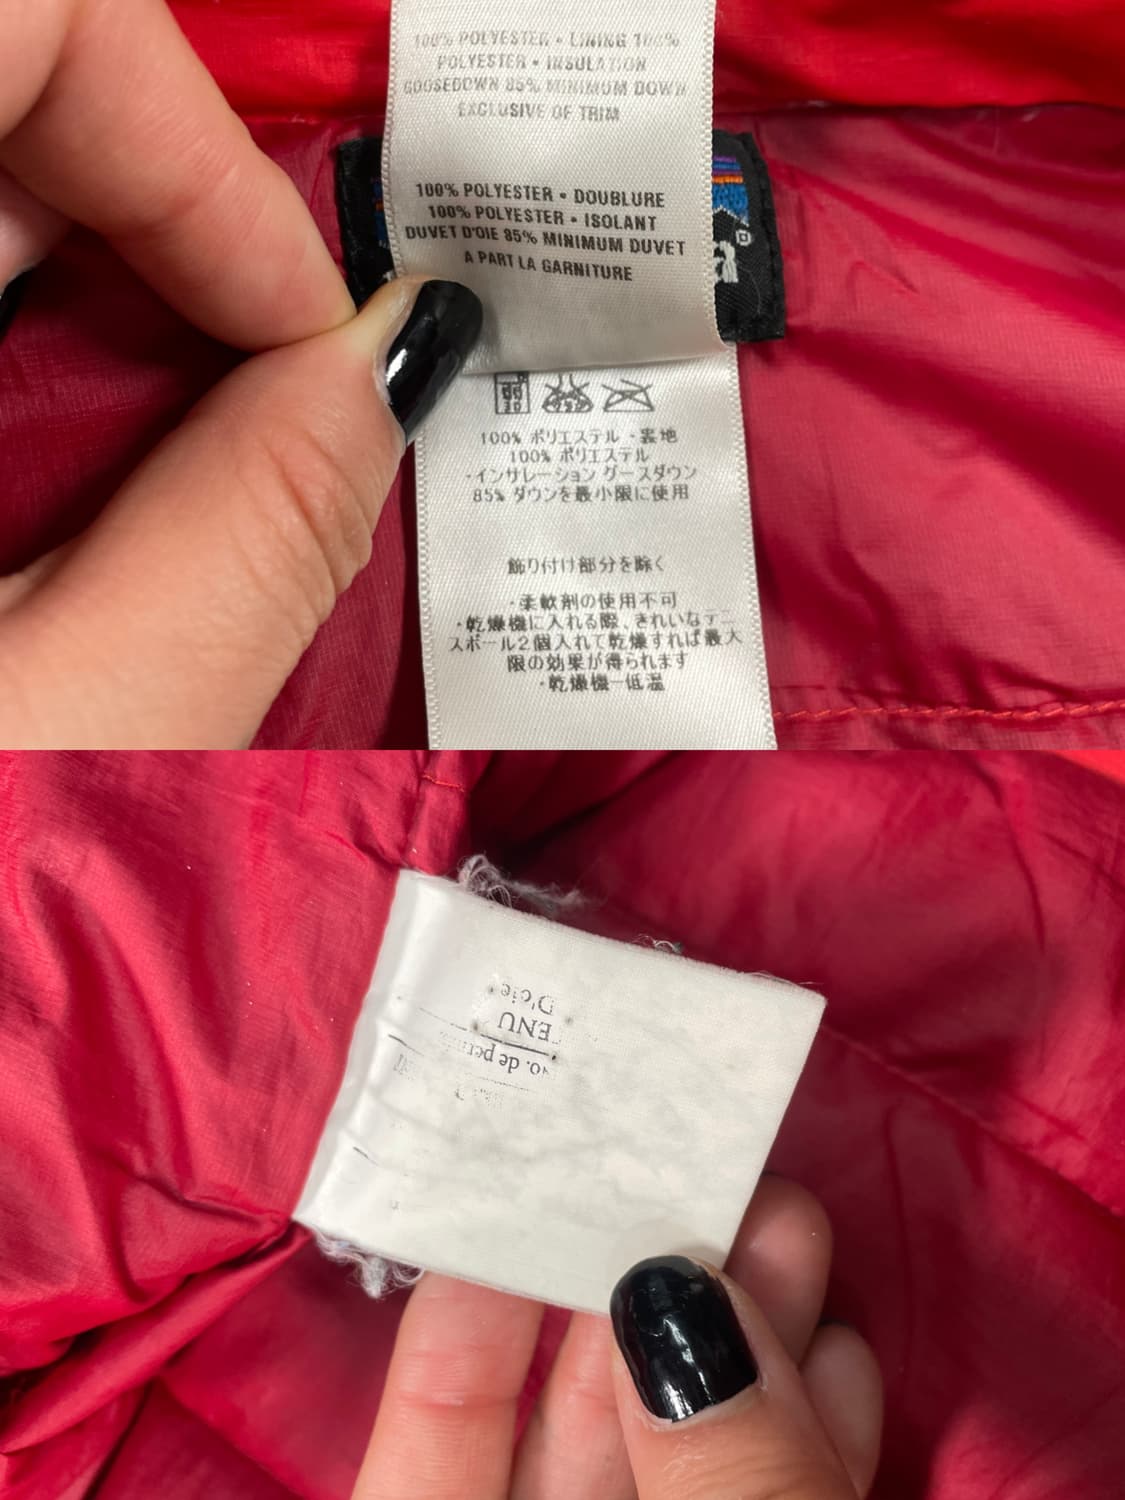 100% POLYESTER • LINING 100%
POLYESTER • INSULATION
GOOSEDOWN 85% MINIMUM DOWN
EXCLUSIVE OF TRIM
100% POLYESTER • DOUBLURE
100% POLYESTER • ISOLANT
DUVET D'OIE 85% MINIMUM DUVET
A PART LA GARNITURE
a
30
100% ポリエステル ・裏地
100% ポリエステル
・インサレーション グースダウン
85% ダウンを最小限に使用
飾り付け部分を除く
・柔軟剤の使用不可
・乾燥機に入れる際、きれいなテニ
スボール2個入れて乾燥すれば最大
限の効果が得られます
・乾燥機ー低温
No. de
ENU
D'oie